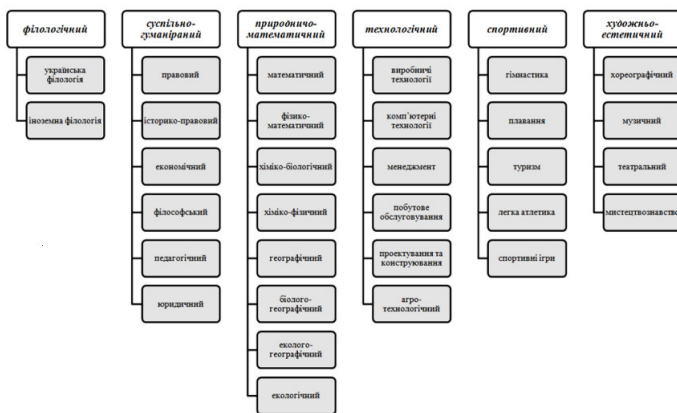 філологічний
українська
філологія
іноземна філологія
суспільно-
гуманіраний
правовий
історико-правовий
економічний
філософський
педагогічний
юридичний
природничо-
математичний
математичний
фізико-
математичний
хіміко-біологічний
хіміко-фізичний
географічний
біолого-
географічний
еколого-
географічний
екологічний
технологічний
виробничі
технології
комп'ютерні
технології
менеджмент
побутове
обслуговування
проектування та
конструювання
агро-
технологічний
спортивний
гімнастика
плавання
туризм
легка атлетика
спортивні ігри
художньо-
естетичний
хореографічний
музичний
театральний
мистецтвознавство